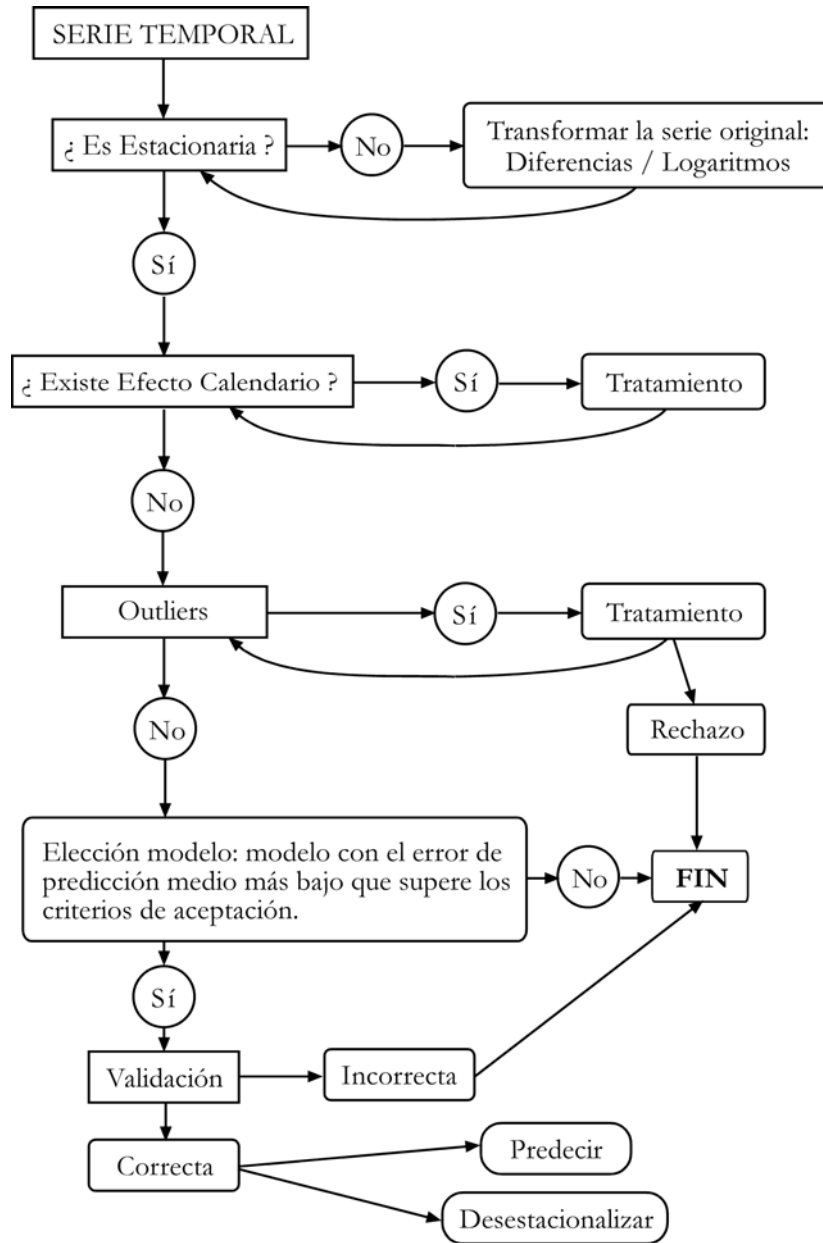 SERIE TEMPORAL
¿ Es Estacionaria ?
No
Transformar la serie original:
Diferencias / Logaritmos
Sí
¿ Existe Efecto Calendario ?
Sí
Tratamiento
No
Outliers
Sí
Tratamiento
No
Rechazo
Elección modelo: modelo con el error de
predicción medio más bajo que supere los
criterios de aceptación.
No
FIN
Sí
Validación
Incorrecta
Correcta
Predecir
Desestacionalizar